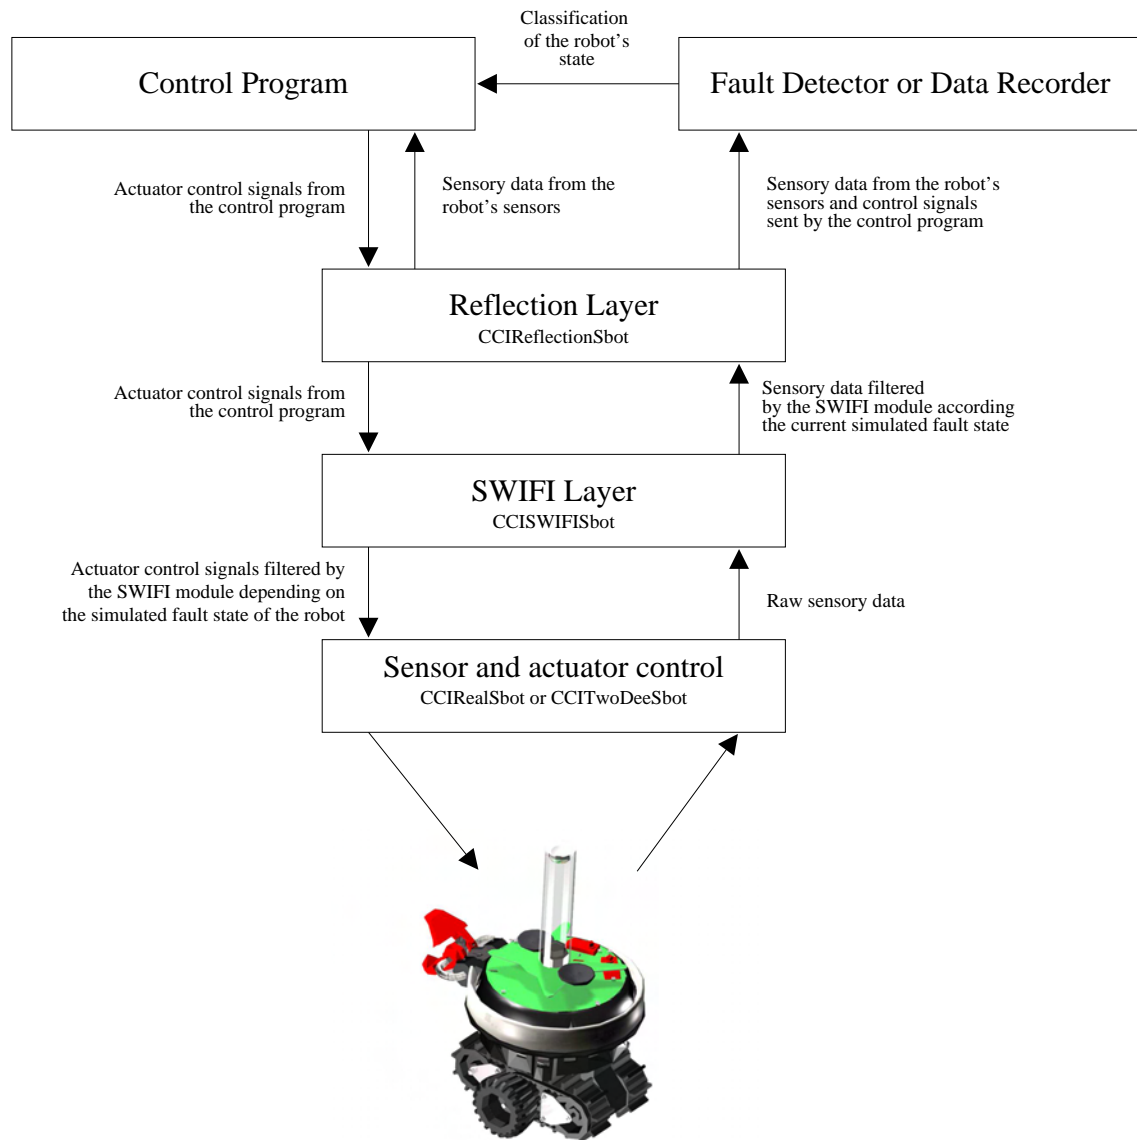 Classification
of the robot's
state
Control Program
Fault Detector or Data Recorder
Actuator control signals from
the control program
Sensory data from the
robot's sensors
Sensory data from the robot's
sensors and control signals
sent by the control program
Reflection Layer
CCIReflectionSbot
Actuator control signals from
the control program
Sensory data filtered
by the SWIFI module according
the current simulated fault state
SWIFI Layer
CCISWIFISbot
Actuator control signals filtered by
the SWIFI module depending on
the simulated fault state of the robot
Raw sensory data
Sensor and actuator control
CCIRealSbot or CCITwoDeeSbot